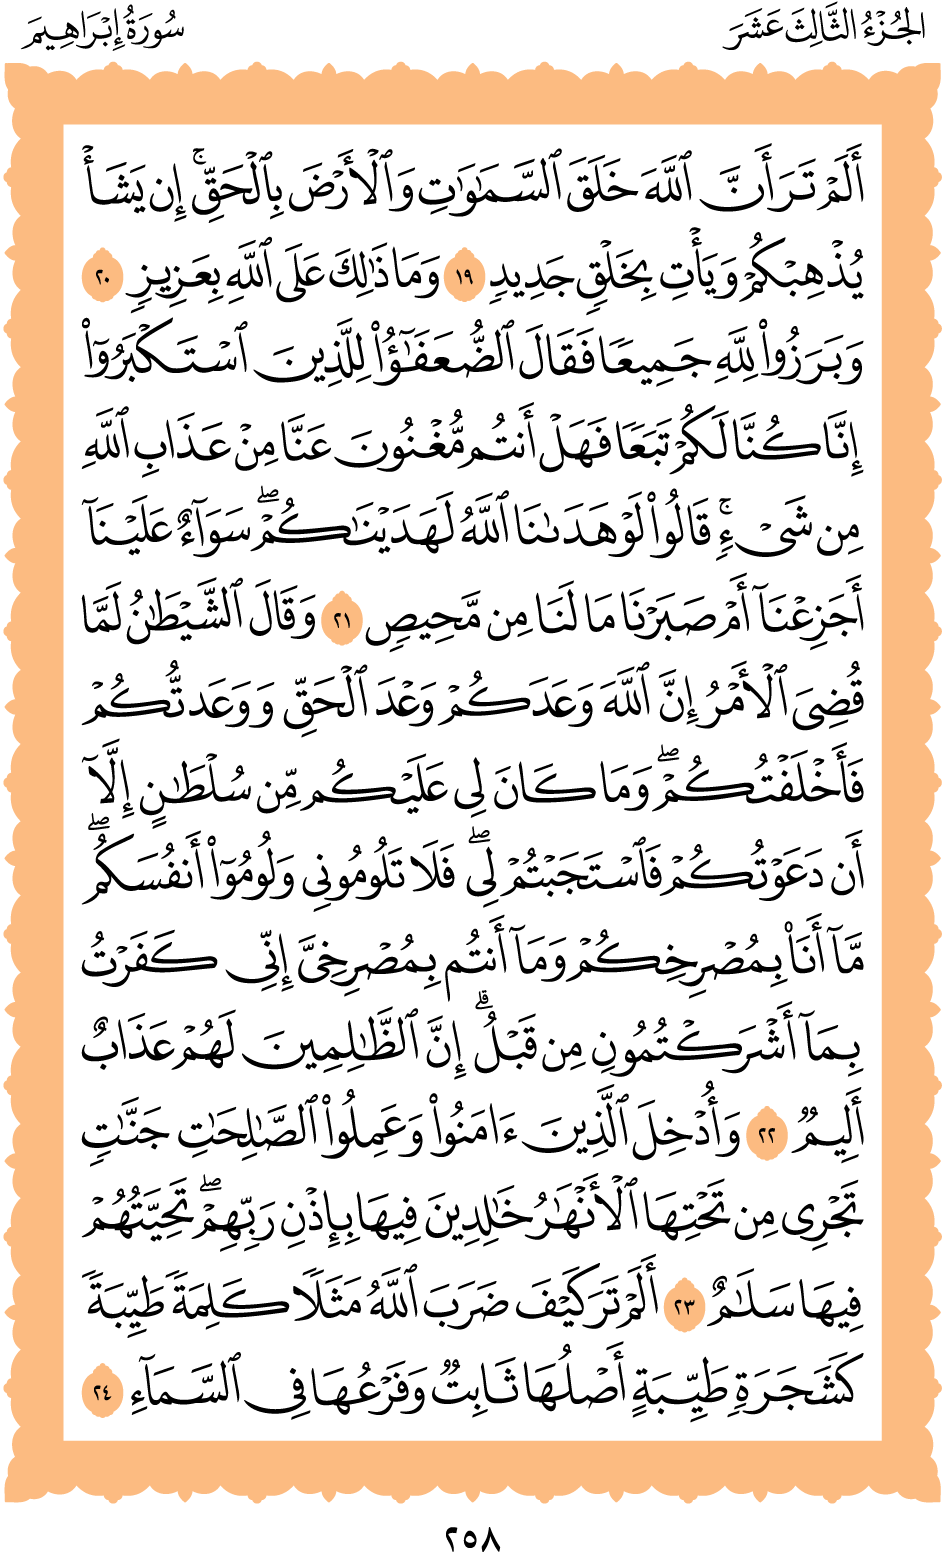 الجُزْءُ الثَّالِثَ عَشَرَ
سُورَةُ إِبْرَاهِيمَ
أَلَمْ تَرَ أَنَّ ٱللَّهَ خَلَقَ ٱلسَّمَـٰوَٰتِ وَٱلْأَرْضَ بِٱلْحَقِّ ۚ إِن يَشَأْ
يُذْهِبْكُمْ وَيَأْتِ بِخَلْقٍ جَدِيدٍ ١٩ وَمَا ذَٰلِكَ عَلَى ٱللَّهِ بِعَزِيزٍ ٢٠
وَبَرَزُوا۟ لِلَّهِ جَمِيعًا فَقَالَ ٱلضُّعَفَـٰٓؤُا۟ لِلَّذِينَ ٱسْتَكْبَرُوٓا۟
إِنَّا كُنَّا لَكُمْ تَبَعًا فَهَلْ أَنتُم مُّغْنُونَ عَنَّا مِنْ عَذَابِ ٱللَّهِ
مِن شَىْءٍ ۚ قَالُوا۟ لَوْ هَدَىٰنَا ٱللَّهُ لَهَدَيْنَـٰكُمْ ۖ سَوَآءٌ عَلَيْنَآ
أَجَزِعْنَآ أَمْ صَبَرْنَا مَا لَنَا مِن مَّحِيصٍ ٢١ وَقَالَ ٱلشَّيْطَـٰنُ لَمَّا
قُضِىَ ٱلْأَمْرُ إِنَّ ٱللَّهَ وَعَدَكُمْ وَعْدَ ٱلْحَقِّ وَوَعَدتُّكُمْ
فَأَخْلَفْتُكُمْ ۖ وَمَا كَانَ لِىَ عَلَيْكُم مِّن سُلْطَـٰنٍ إِلَّآ
أَن دَعَوْتُكُمْ فَٱسْتَجَبْتُمْ لِى ۖ فَلَا تَلُومُونِى وَلُومُوٓا۟ أَنفُسَكُم ۖ
مَّآ أَنَا۠ بِمُصْرِخِكُمْ وَمَآ أَنتُم بِمُصْرِخِىَّ إِنِّى كَفَرْتُ
بِمَآ أَشْرَكْتُمُونِ مِن قَبْلُ ۗ إِنَّ ٱلظَّـٰلِمِينَ لَهُمْ عَذَابٌ
أَلِيمٌ ٢٢ وَأُدْخِلَ ٱلَّذِينَ ءَامَنُوا۟ وَعَمِلُوا۟ ٱلصَّـٰلِحَـٰتِ جَنَّـٰتٍ
تَجْرِى مِن تَحْتِهَا ٱلْأَنْهَـٰرُ خَـٰلِدِينَ فِيهَا بِإِذْنِ رَبِّهِمْ ۖ تَحِيَّتُهُمْ
فِيهَا سَلَـٰمٌ ٢٣ أَلَمْ تَرَ كَيْفَ ضَرَبَ ٱللَّهُ مَثَلًا كَلِمَةً طَيِّبَةً
كَشَجَرَةٍ طَيِّبَةٍ أَصْلُهَا ثَابِتٌ وَفَرْعُهَا فِى ٱلسَّمَآءِ ٢٤
٢٥٨